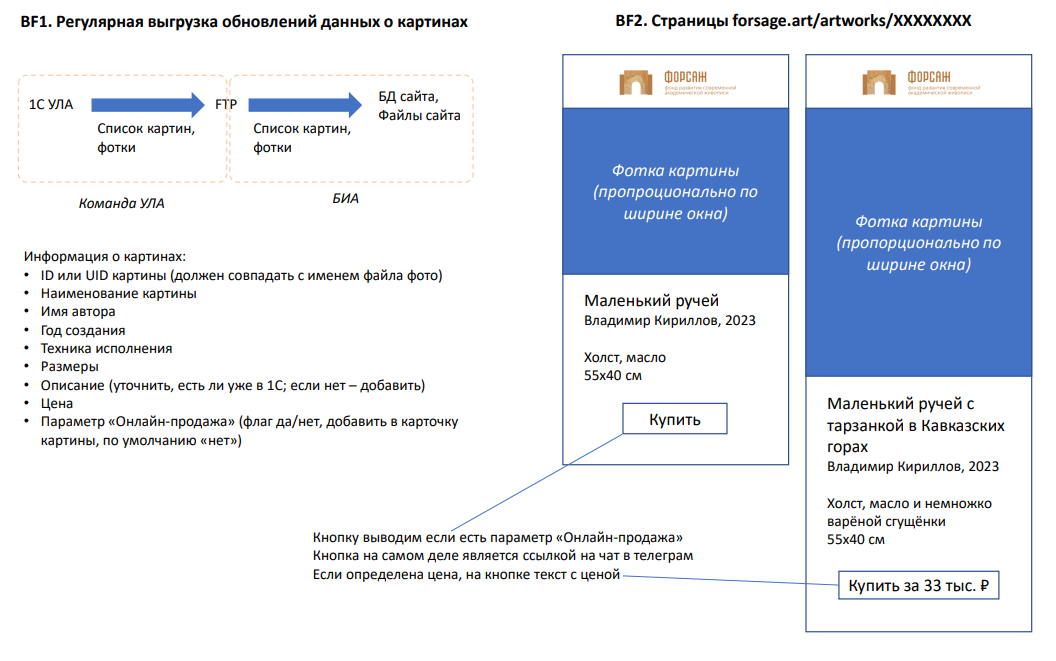 BF1. Регулярная выгрузка обновлений данных о картинах
1С УЛА
Список картин,
фотки
FTP
Список картин,
фотки
БД сайта,
Файлы сайта
Команда УЛА
БИА
Информация о картинах:
• ID или UID картины (должен совпадать с именем файла фото)
• Наименование картины
• Имя автора
• Год создания
• Техника исполнения
• Размеры
• Описание (уточнить, есть ли уже в 1С; если нет – добавить)
• Цена
• Параметр «Онлайн-продажа» (флаг да/нет, добавить в карточку
картины, по умолчанию «нет»)
BF2. Страницы forsage.art/artworks/XXXXXXXX
ФОРСАЖ
фонд развития современной
академической живописи
Фотка картины
(пропроционально по
ширине окна)
Маленький ручей
Владимир Кириллов, 2023
Холст, масло
55х40 см
Купить
ФОРСАЖ
фонд развития современной
академической живописи
Фотка картины
(пропорционально по
ширине окна)
Маленький ручей с
тарзанкой в Кавказских
горах
Владимир Кириллов, 2023
Холст, масло и немножко
варёной сгущёнки
55х40 см
Купить за 33 тыс. ₽
Кнопку выводим если есть параметр «Онлайн-продажа»
Кнопка на самом деле является ссылкой на чат в телеграм
Если определена цена, на кнопке текст с ценой